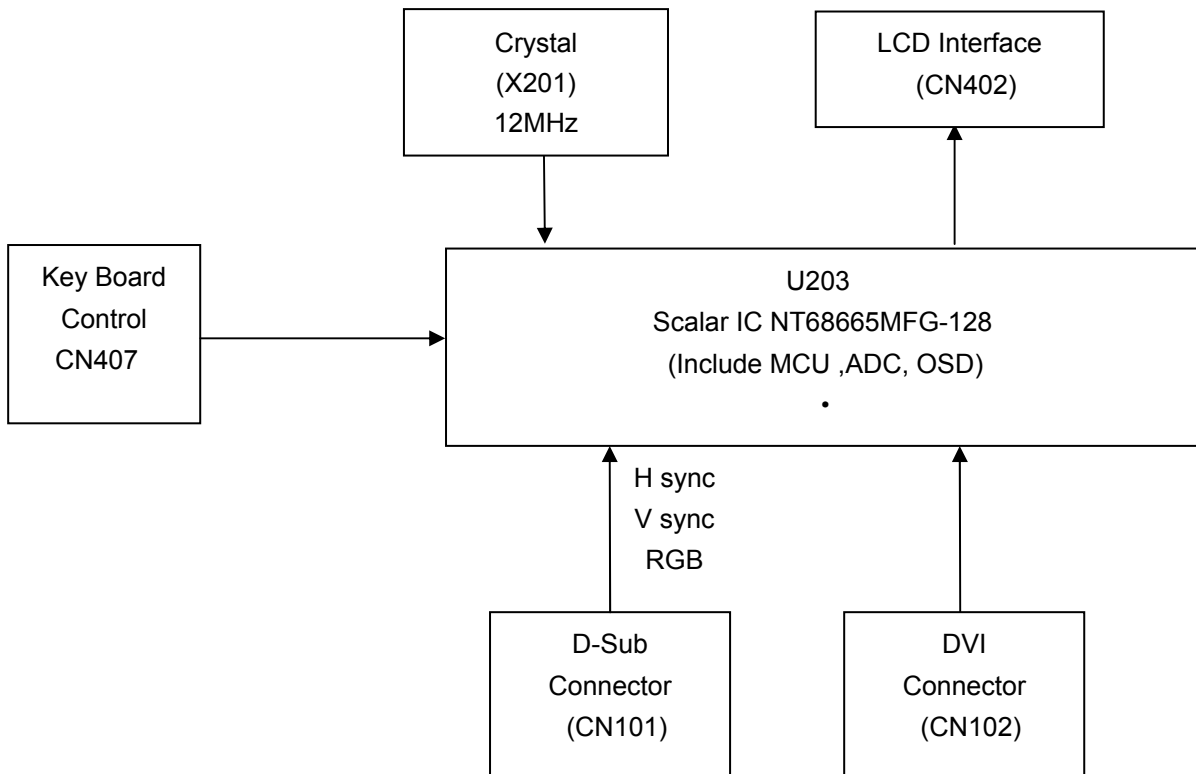 Crystal
(X201)
12MHz
LCD Interface
(CN402)
Key Board
Control
CN407
U203
Scalar IC NT68665MFG-128
(Include MCU ,ADC, OSD)
•
H sync
V sync
RGB
D-Sub
Connector
(CN101)
DVI
Connector
(CN102)